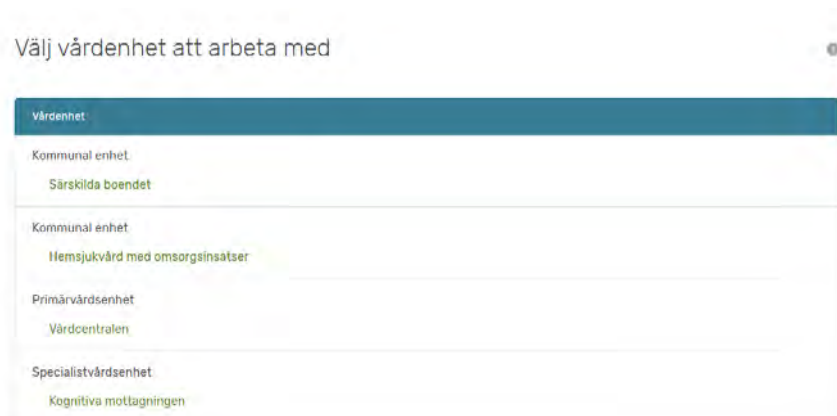 Välj vårdenhet att arbeta med
Vårdenhet
Kommunal enhet
Särskilda boendet
Kommunal enhet
Hemsjukvård med omsorgsinsatser
Primärvårdsenhet
Vårdcentralen
Specialistvårdsenhet
Kognitiva mottagningen